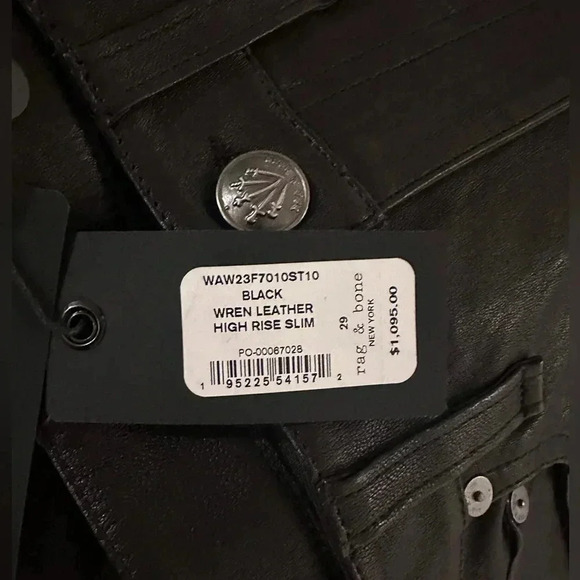 WAW23F7010ST10
BLACK
WREN LEATHER
HIGH RISE SLIM
PO-00067028
1 95225 54157 2
29
rag & bone
NEW YORK
$1,095.00